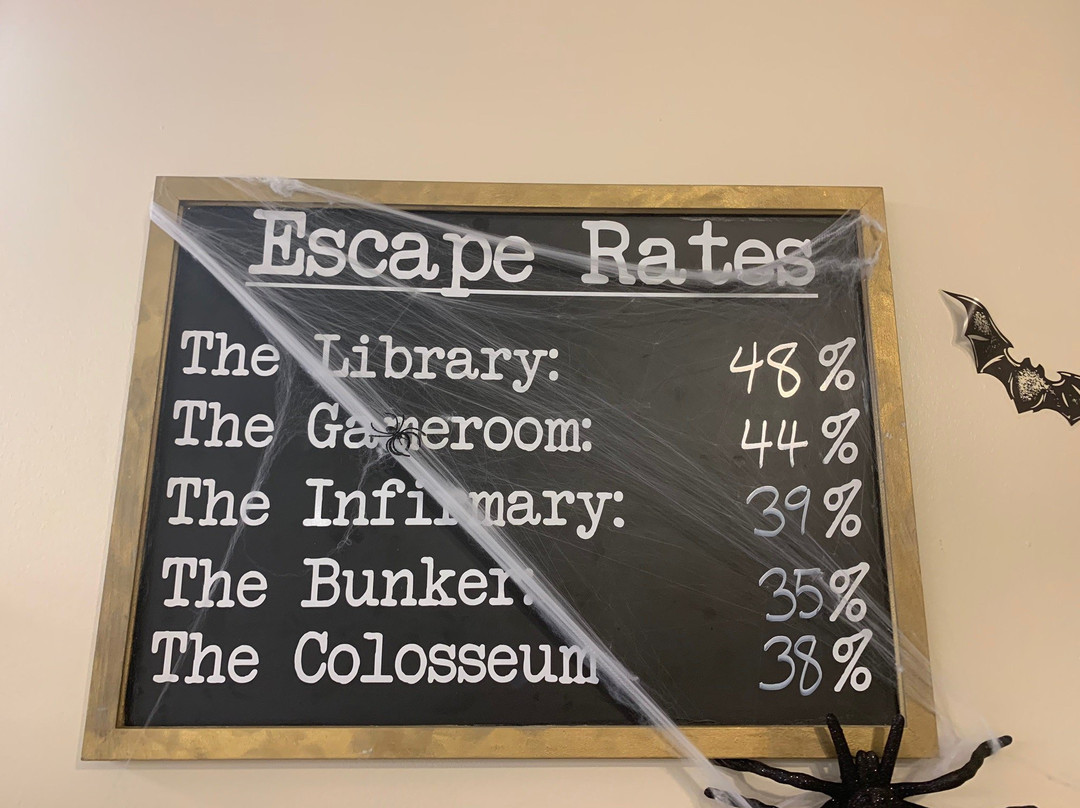 Escape Rates
The Library: 48%
The Gameroom: 44%
The Infirmary: 39%
The Bunker: 35%
The Colosseum 38%